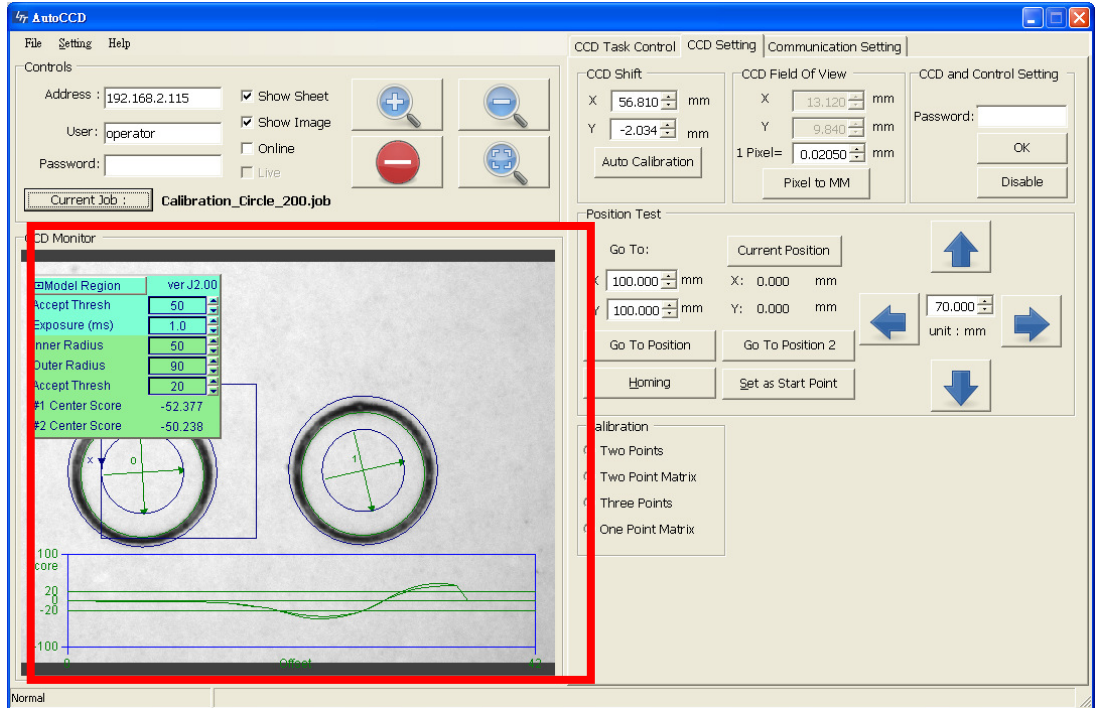 AutoCCD
File Setting Help
Controls
Address : 192.168.2.115
User: operator
Password:
Show Sheet
Show Image
Online
Live
Current Job : Calibration_Circle_200.job
CCD Monitor
Model Region ver J2.00
Accept Thresh 50
Exposure (ms) 1.0
Inner Radius 50
Outer Radius 90
Accept Thresh 20
#1 Center Score -52.377
#2 Center Score -50.238
x 0
1
100
core
20
0
-20
-100
0 Offset 43
Normal
CCD Task Control CCD Setting Communication Setting
CCD Shift
X 56.810 mm
Y -2.034 mm
Auto Calibration
CCD Field Of View
X 13.120 mm
Y 9.840 mm
1 Pixel= 0.02050 mm
Pixel to MM
CCD and Control Setting
Password:
OK
Disable
Position Test
Go To: Current Position
X 100.000 mm X: 0.000 mm
Y 100.000 mm Y: 0.000 mm
Go To Position Go To Position 2
Homing Set as Start Point
70.000
unit : mm
Calibration
Two Points
Two Point Matrix
Three Points
One Point Matrix